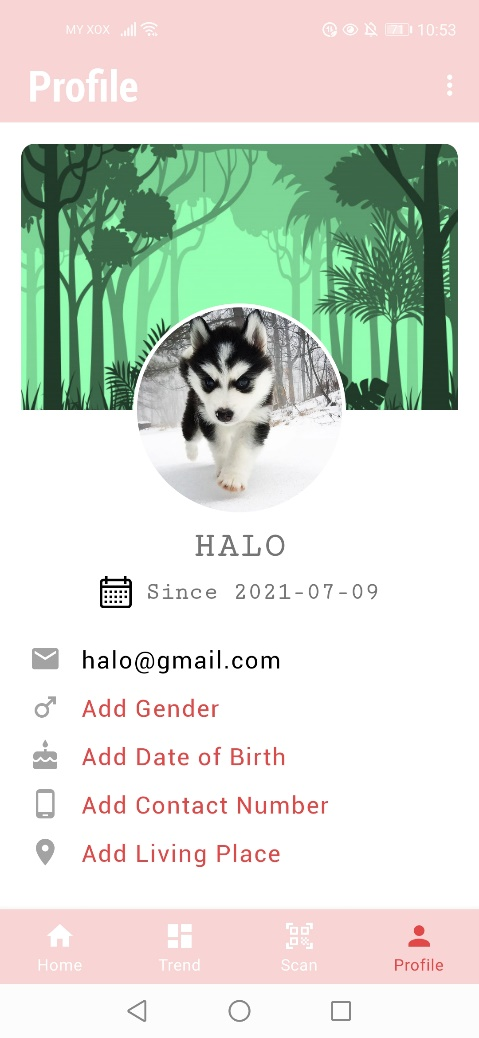 MY XOX 10:53
Profile
HALO
Since 2021-07-09
halo@gmail.com
Add Gender
Add Date of Birth
Add Contact Number
Add Living Place
Home Trend Scan Profile